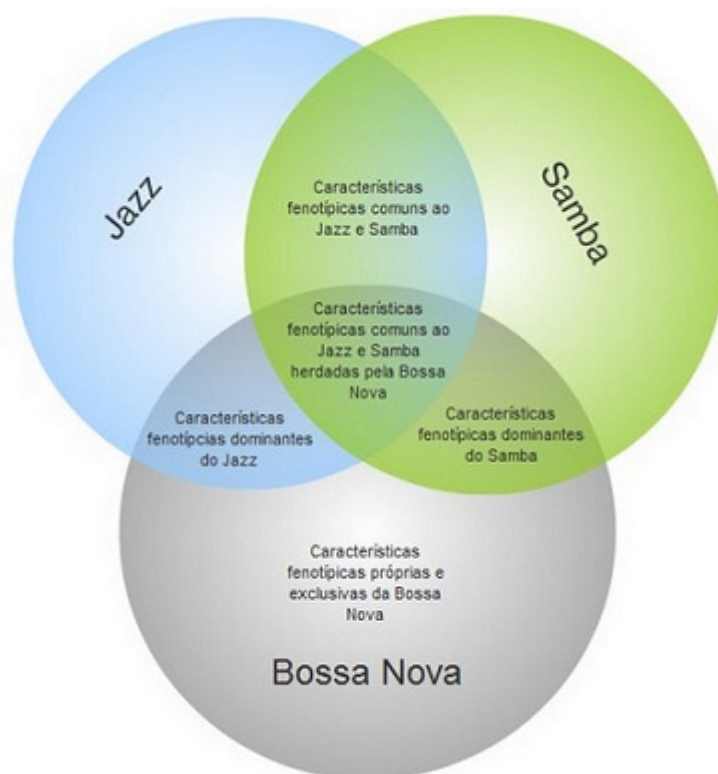 Jazz
Samba
Características
fenotípicas comuns ao
Jazz e Samba
Características
fenotípicas comuns ao
Jazz e Samba
herdadas pela Bossa
Nova
Características
fenotípcias dominantes
do Jazz
Características
fenotípicas dominantes
do Samba
Características
fenotípicas próprias e
exclusivas da Bossa
Nova
Bossa Nova